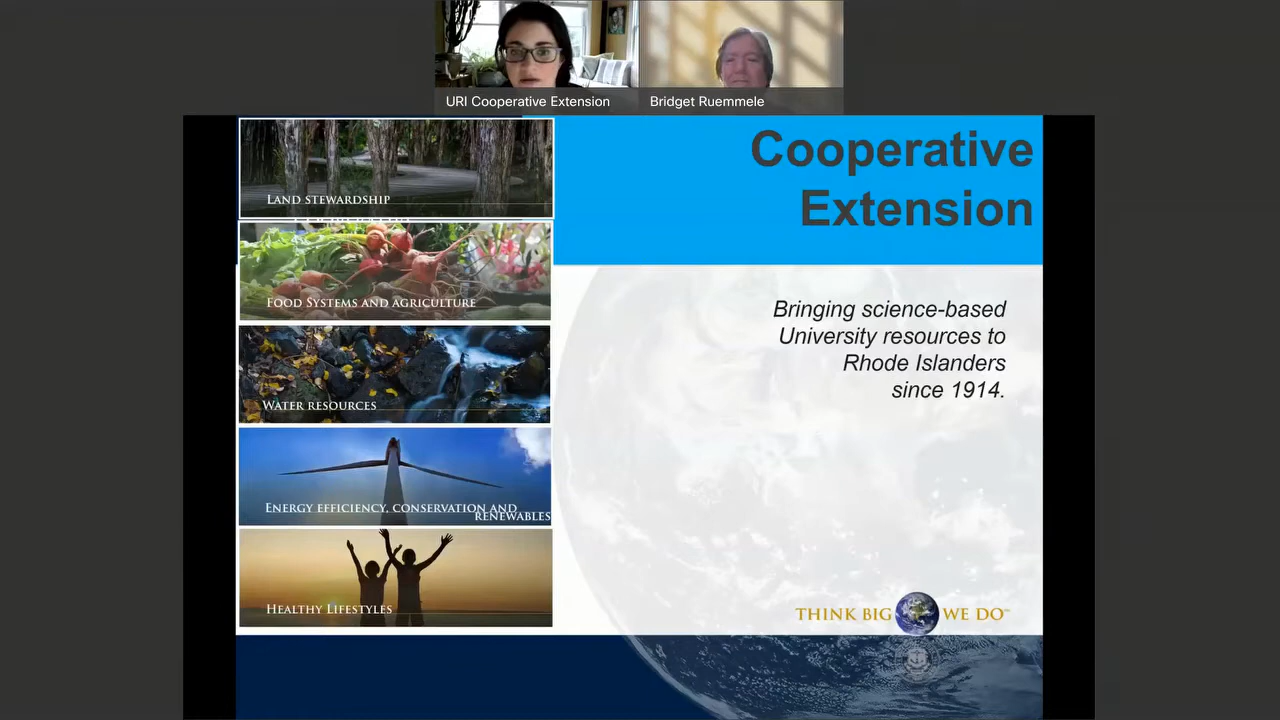 URI Cooperative Extension
Bridget Ruemmele
Cooperative
Extension
LAND STEWARDSHIP
FOOD SYSTEMS AND AGRICULTURE
WATER RESOURCES
ENERGY EFFICIENCY, CONSERVATION AND
RENEWABLES
HEALTHY LIFESTYLES
Bringing science-based
University resources to
Rhode Islanders
since 1914.
THINK BIG WE DO™